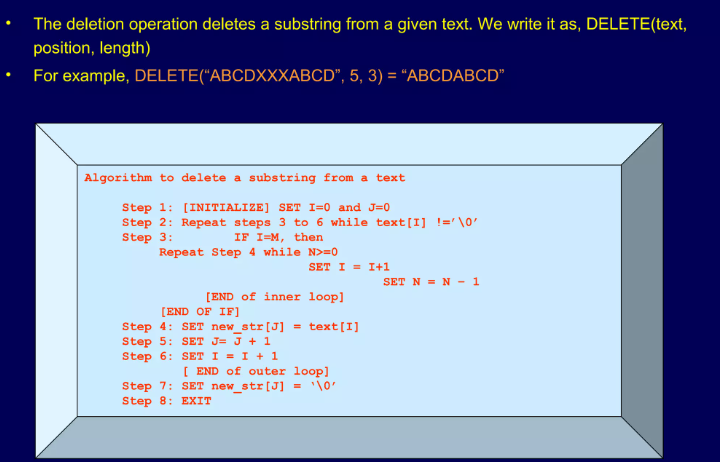 • The deletion operation deletes a substring from a given text. We write it as, DELETE(text,
position, length)
• For example, DELETE(“ABCDXXXABCD”, 5, 3) = “ABCDABCD”
Algorithm to delete a substring from a text
Step 1: [INITIALIZE] SET I=0 and J=0
Step 2: Repeat steps 3 to 6 while text[I] !=’\0’
Step 3: IF I=M, then
Repeat Step 4 while N>=0
SET I = I+1
SET N = N – 1
[END of inner loop]
[END OF IF]
Step 4: SET new_str[J] = text[I]
Step 5: SET J= J + 1
Step 6: SET I = I + 1
[ END of outer loop]
Step 7: SET new_str[J] = ‘\0’
Step 8: EXIT